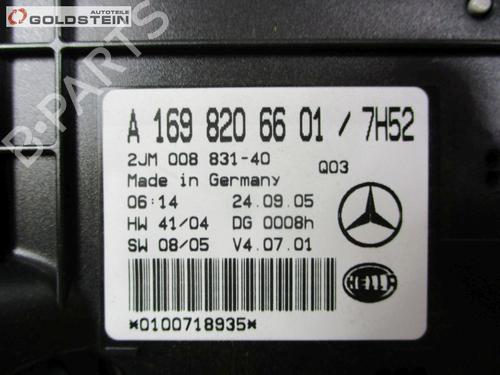 AUTOTEILE
GOLDSTEIN
B-PARTS
A 169 820 66 01 / 7H52
2JM 008 831-40
Q03
Made in Germany
06:14 24.09.05
HW 41/04 DG 0008h
SW 08/05 V4.07.01
HELLA
*0100718935*